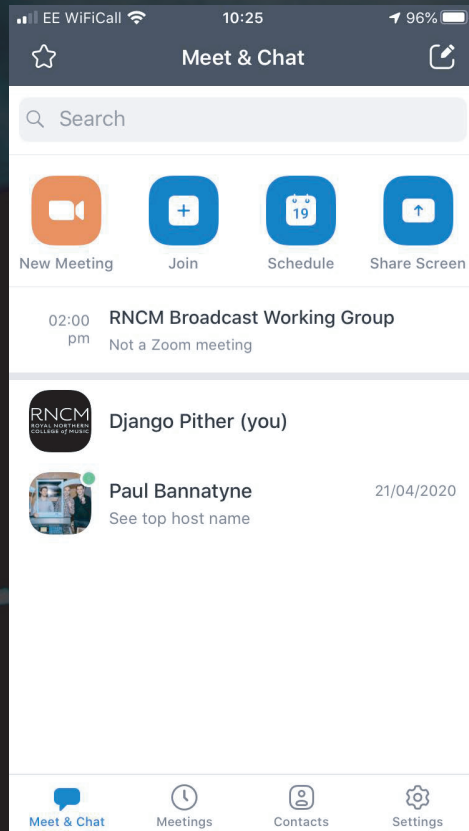 EE WiFiCall 10:25 96%
Meet & Chat
Search
19
New Meeting Join Schedule Share Screen
02:00 pm
RNCM Broadcast Working Group
Not a Zoom meeting
RNCM
ROYAL NORTHERN
COLLEGE of MUSIC
Django Pither (you)
Paul Bannatyne 21/04/2020
See top host name
Meet & Chat Meetings Contacts Settings